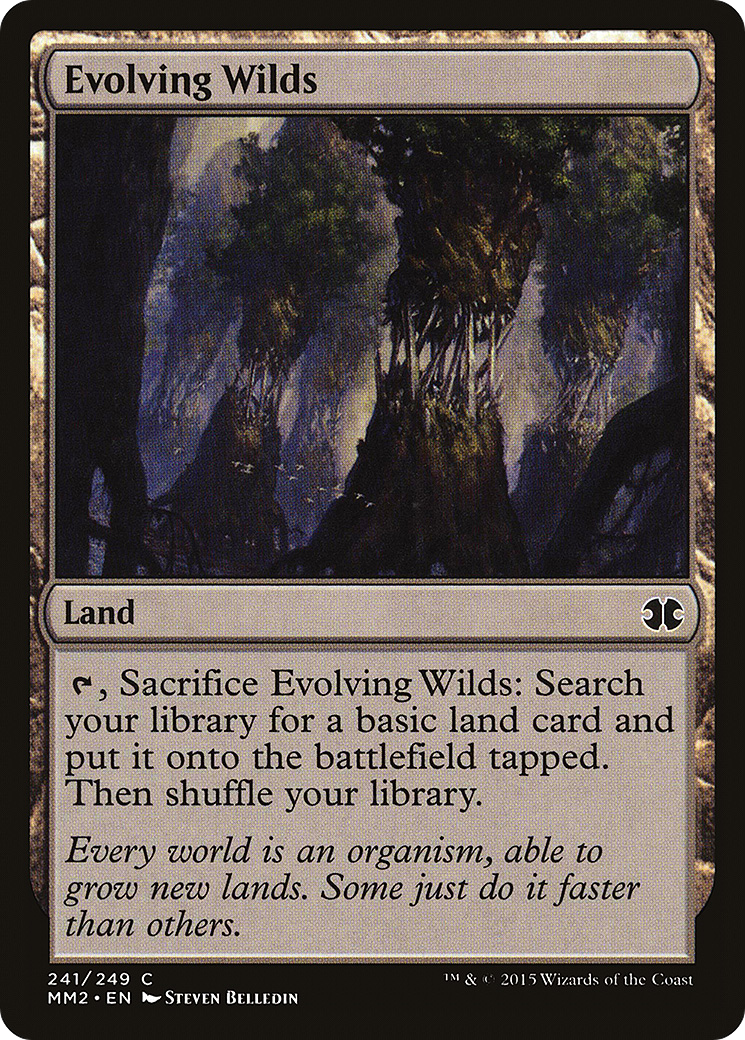 Evolving Wilds
Land
, Sacrifice Evolving Wilds: Search
your library for a basic land card and
put it onto the battlefield tapped.
Then shuffle your library.
Every world is an organism, able to
grow new lands. Some just do it faster
than others.
241/249 C
™ & © 2015 Wizards of the Coast
MM2 • EN Steven Belledin